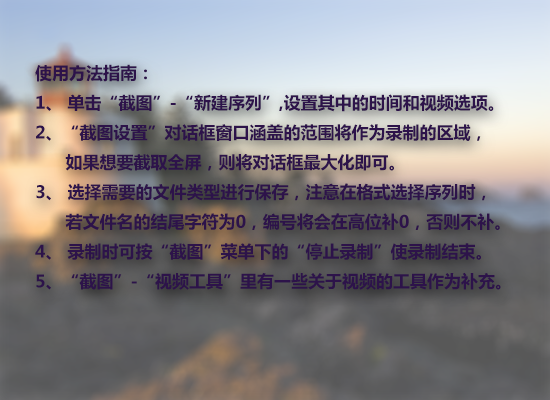 使用方法指南：
1、 单击“截图”-“新建序列”,设置其中的时间和视频选项。
2、“截图设置”对话框窗口涵盖的范围将作为录制的区域，
如果想要截取全屏，则将对话框最大化即可。
3、 选择需要的文件类型进行保存，注意在格式选择序列时，
若文件名的结尾字符为0，编号将会在高位补0，否则不补。
4、 录制时可按“截图”菜单下的“停止录制”使录制结束。
5、“截图”-“视频工具”里有一些关于视频的工具作为补充。